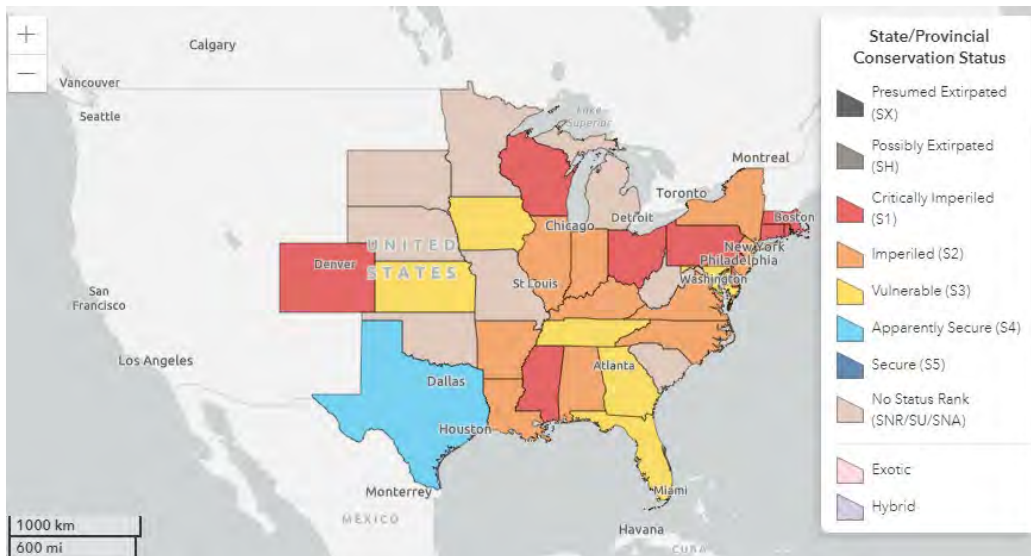 +
−
Calgary
Vancouver
Seattle
Lake
Superior
Montreal
Toronto
Boston
Detroit
Chicago
New York
Philadelphia
UNITED
Denver
STATES
St Louis
Washington
San
Francisco
Los Angeles
Atlanta
Dallas
Houston
Monterrey
Miami
MÉXICO
Havana
CUBA
1000 km
600 mi
State/Provincial
Conservation Status
Presumed Extirpated
(SX)
Possibly Extirpated
(SH)
Critically Imperiled
(S1)
Imperiled (S2)
Vulnerable (S3)
Apparently Secure (S4)
Secure (S5)
No Status Rank
(SNR/SU/SNA)
Exotic
Hybrid